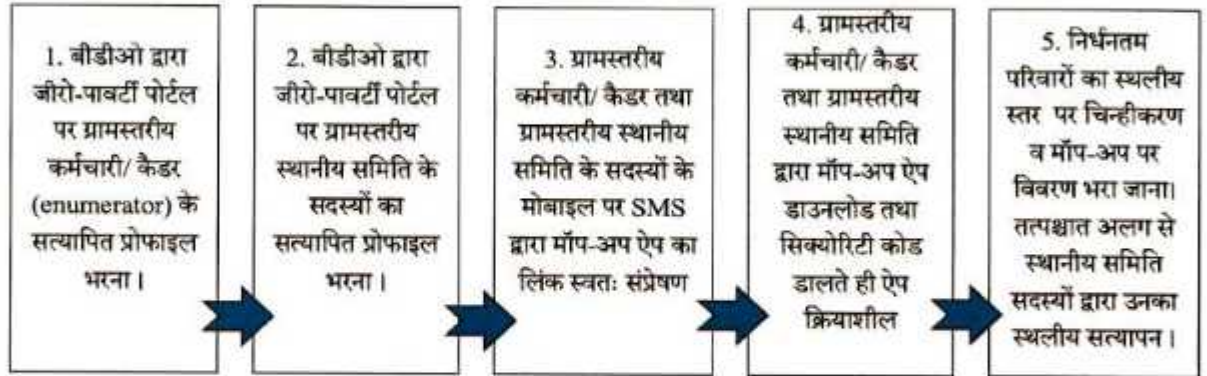 1. बीडीओ द्वारा
जीरो-पावर्टी पोर्टल
पर ग्रामस्तरीय
कर्मचारी/ कैडर
(enumerator) के
सत्यापित प्रोफाइल
भरना ।
2. बीडीओ द्वारा
जीरो-पावर्टी पोर्टल
पर ग्रामस्तरीय
स्थानीय समिति के
सदस्यों का
सत्यापित प्रोफाइल
भरना ।
3. ग्रामस्तरीय
कर्मचारी/ कैडर तथा
ग्रामस्तरीय स्थानीय
समिति के सदस्यों के
मोबाइल पर SMS
द्वारा मॉप-अप ऐप का
लिंक स्वतः संप्रेषण
4. ग्रामस्तरीय
कर्मचारी/ कैडर
तथा ग्रामस्तरीय
स्थानीय समिति
द्वारा मॉप-अप ऐप
डाउनलोड तथा
सिक्योरिटी कोड
डालते ही ऐप
क्रियाशील
5. निर्धनतम
परिवारों का स्थलीय
स्तर पर चिन्हीकरण
व मॉप-अप पर
विवरण भरा जाना।
तत्पश्चात अलग से
स्थानीय समिति
सदस्यों द्वारा उनका
स्थलीय सत्यापन ।